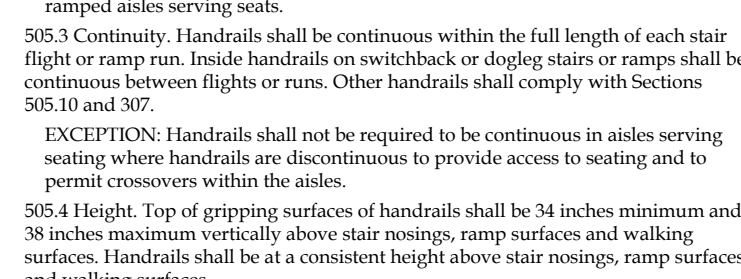 ramped aisles serving seats.
505.3 Continuity. Handrails shall be continuous within the full length of each stair
flight or ramp run. Inside handrails on switchback or dogleg stairs or ramps shall be
continuous between flights or runs. Other handrails shall comply with Sections
505.10 and 307.
EXCEPTION: Handrails shall not be required to be continuous in aisles serving
seating where handrails are discontinuous to provide access to seating and to
permit crossovers within the aisles.
505.4 Height. Top of gripping surfaces of handrails shall be 34 inches minimum and
38 inches maximum vertically above stair nosings, ramp surfaces and walking
surfaces. Handrails shall be at a consistent height above stair nosings, ramp surfaces
and walking surfaces.